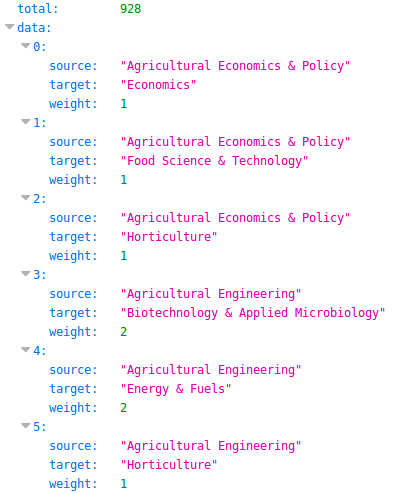 total: 928
data:
0:
source: "Agricultural Economics & Policy"
target: "Economics"
weight: 1
1:
source: "Agricultural Economics & Policy"
target: "Food Science & Technology"
weight: 1
2:
source: "Agricultural Economics & Policy"
target: "Horticulture"
weight: 1
3:
source: "Agricultural Engineering"
target: "Biotechnology & Applied Microbiology"
weight: 2
4:
source: "Agricultural Engineering"
target: "Energy & Fuels"
weight: 2
5:
source: "Agricultural Engineering"
target: "Horticulture"
weight: 1